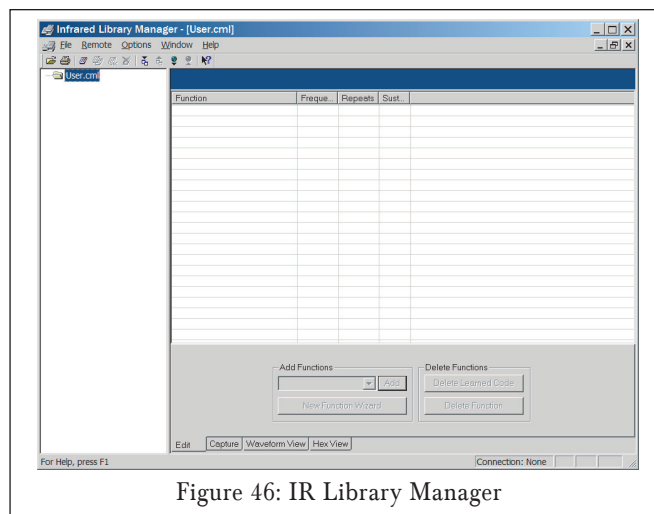 Infrared Library Manager - [User.cml]
File Remote Options Window Help
User.cml
Function Freque... Repeats Sust...
Add Functions
Add
New Function Wizard
Delete Functions
Delete Learned Code
Delete Function
Edit Capture Waveform View Hex View
For Help, press F1
Connection: None
Figure 46: IR Library Manager